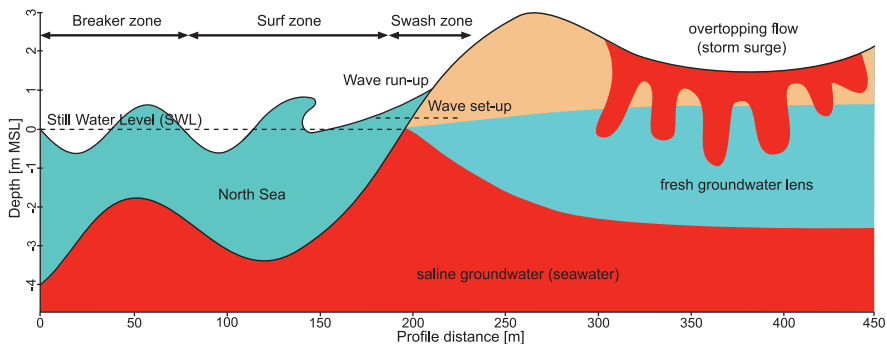 Breaker zone
Surf zone
Swash zone
overtopping flow
(storm surge)
Wave run-up
Wave set-up
Still Water Level (SWL)
North Sea
fresh groundwater lens
saline groundwater (seawater)
Depth [m MSL]
3
2
1
0
-1
-2
-3
-4
0
50
100
150
200
250
300
350
400
450
Profile distance [m]